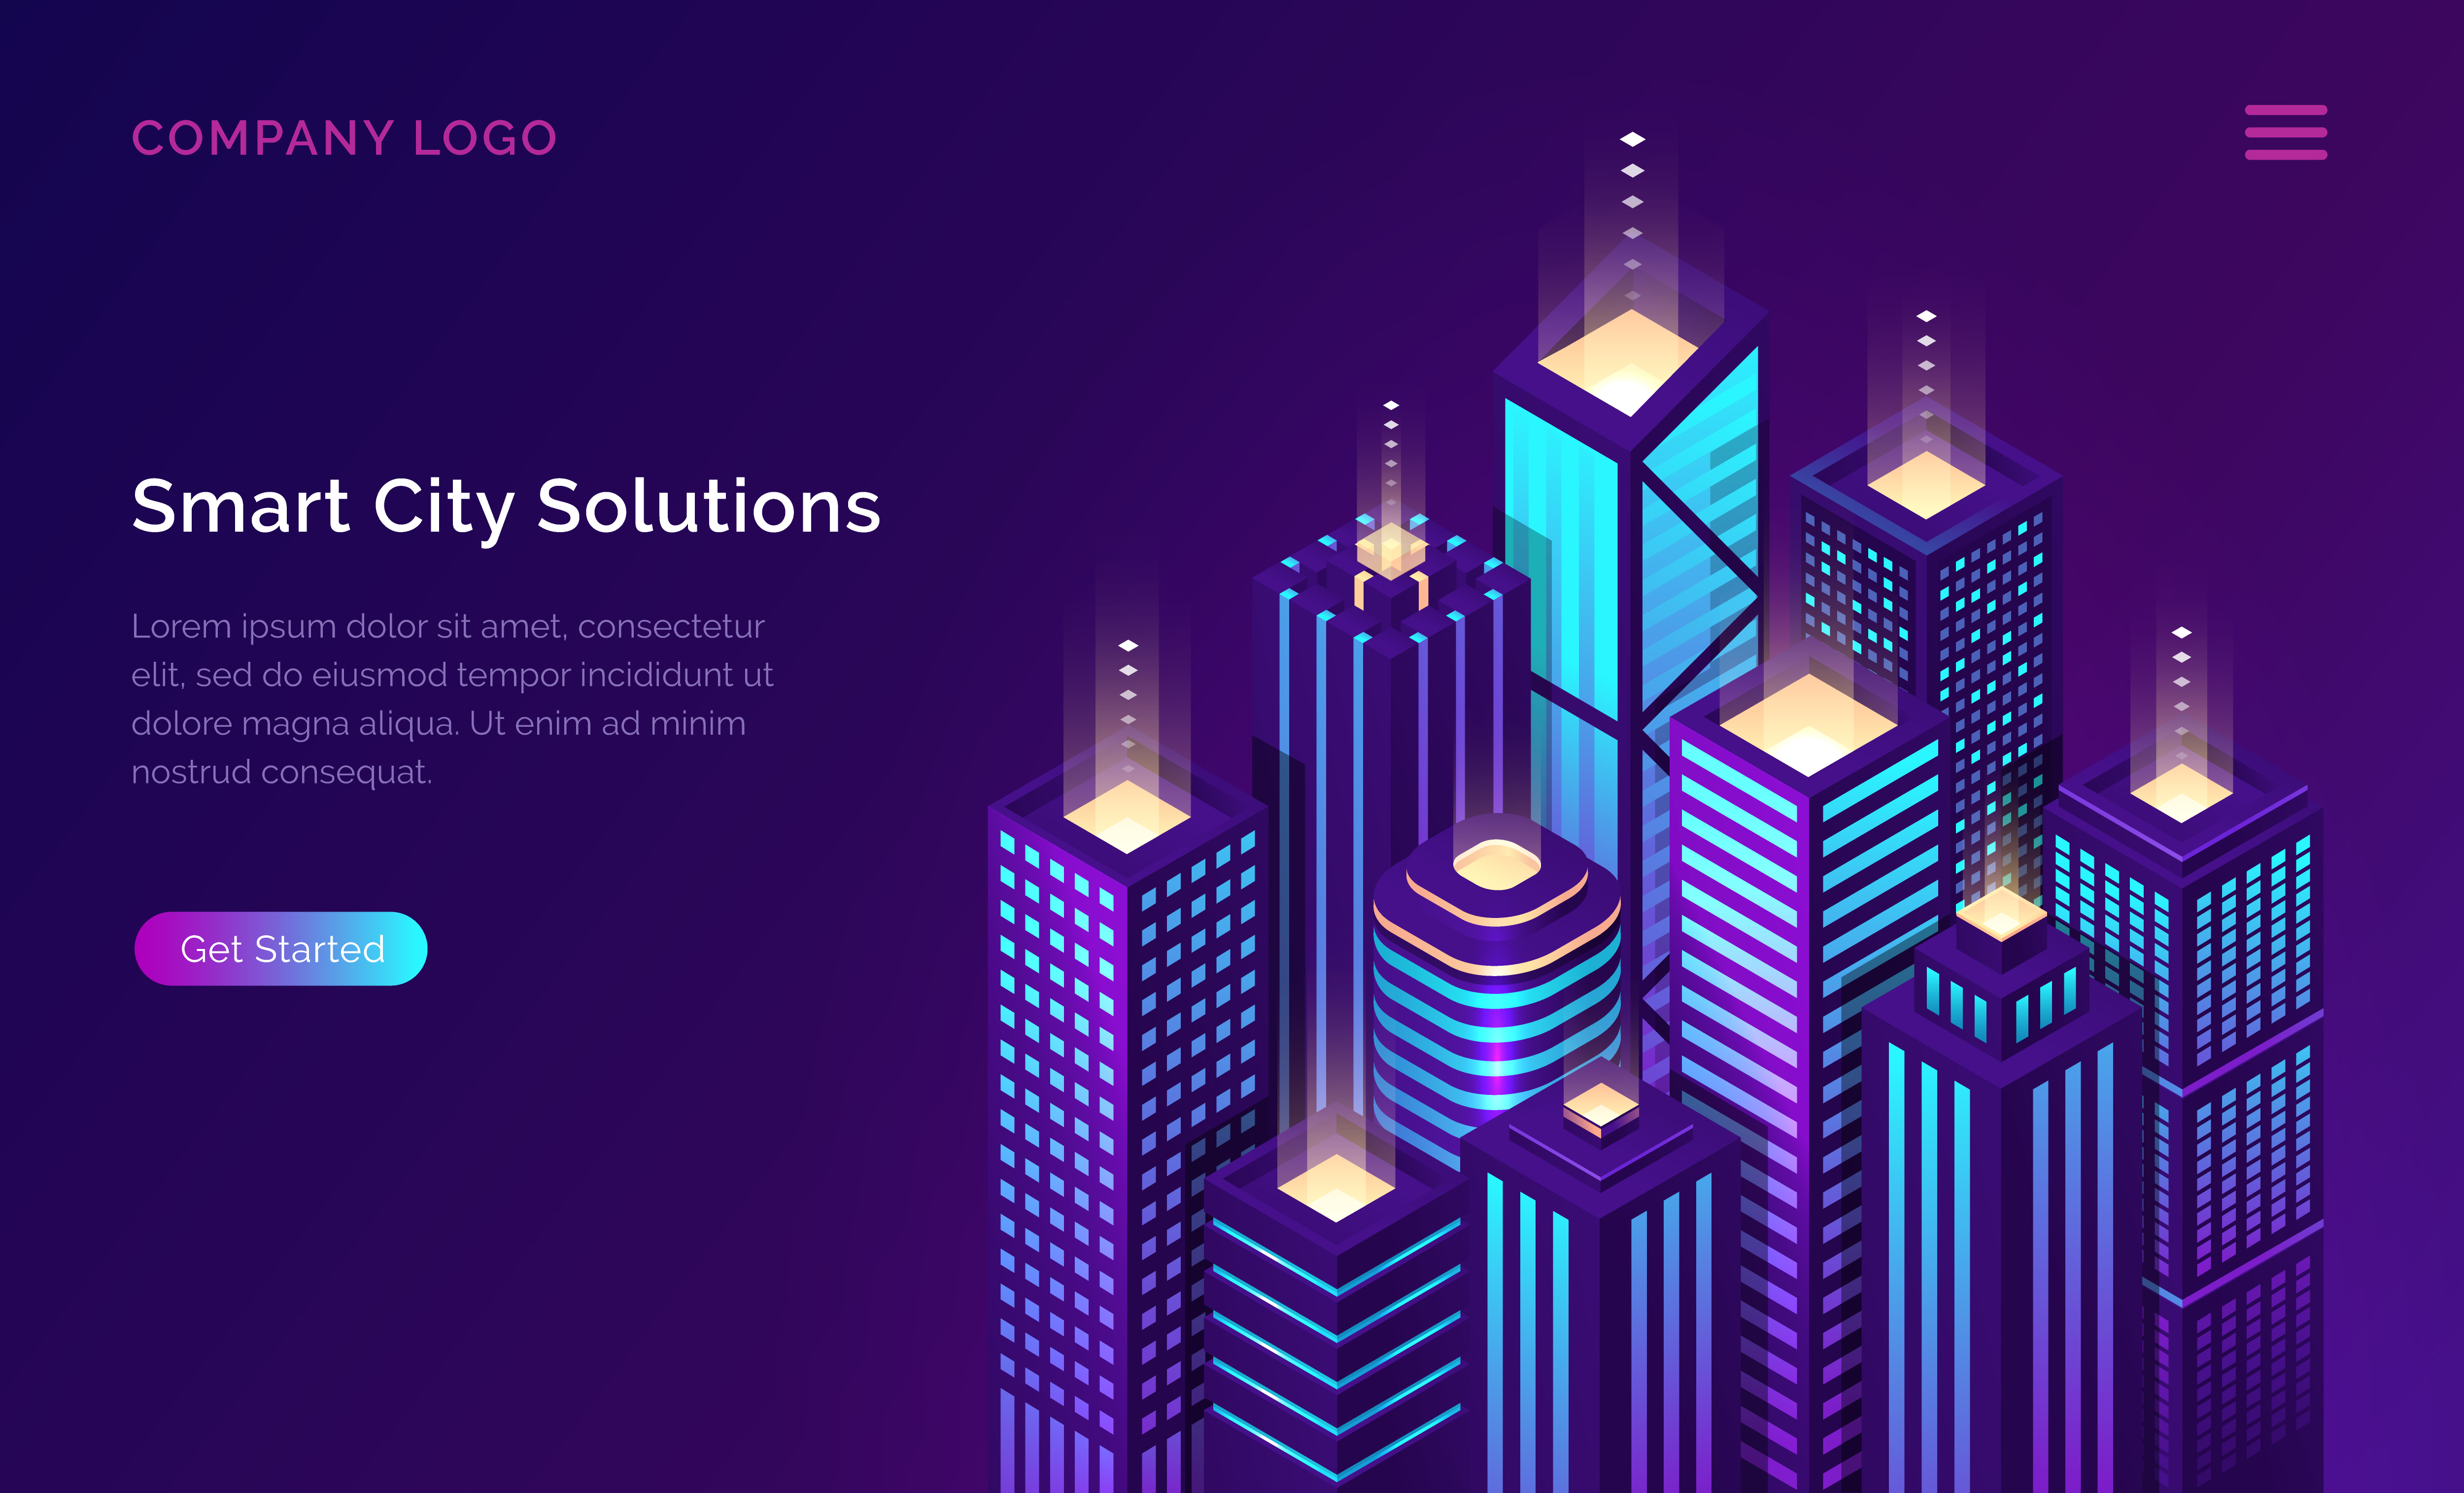 COMPANY LOGO
Smart City Solutions
Lorem ipsum dolor sit amet, consectetur
elit, sed do eiusmod tempor incididunt ut
dolore magna aliqua. Ut enim ad minim
nostrud consequat.
Get Started